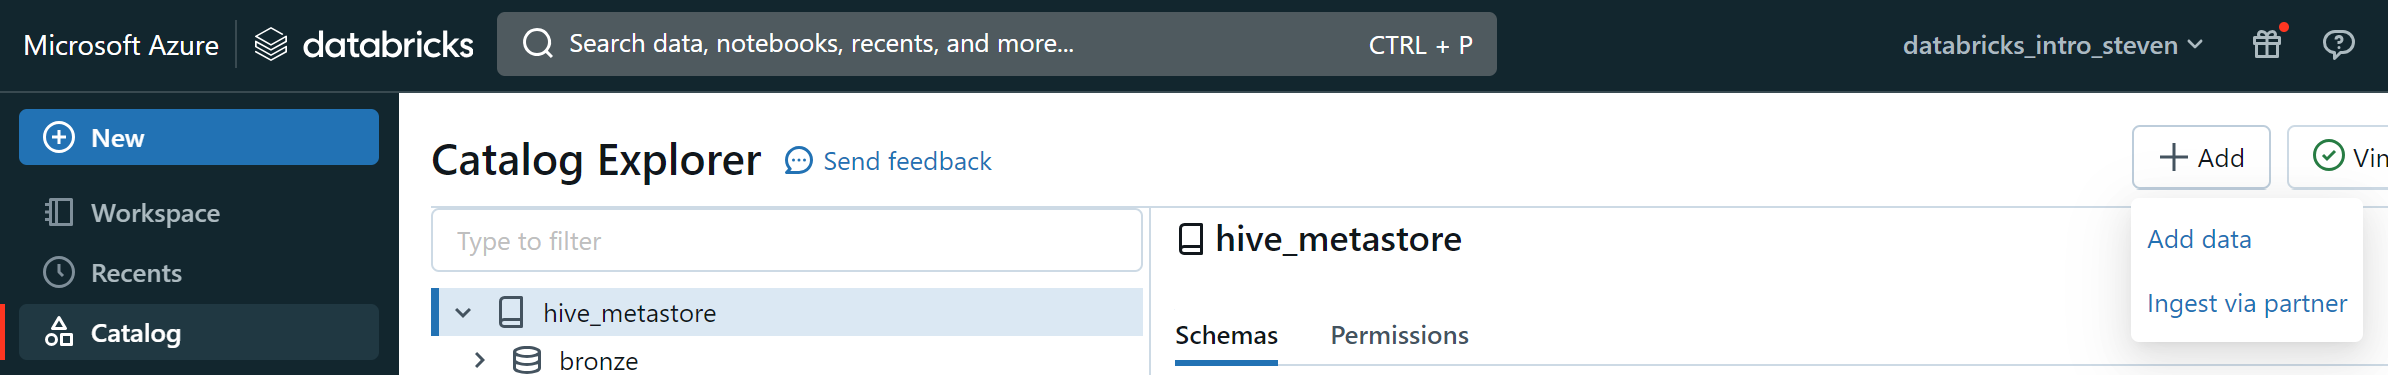 Microsoft Azure databricks Search data, notebooks, recents, and more... CTRL + P databricks_intro_steven
New
Workspace
Recents
Catalog
Catalog Explorer Send feedback
Add
Type to filter
hive_metastore
bronze
hive_metastore
Schemas Permissions
Add data
Ingest via partner